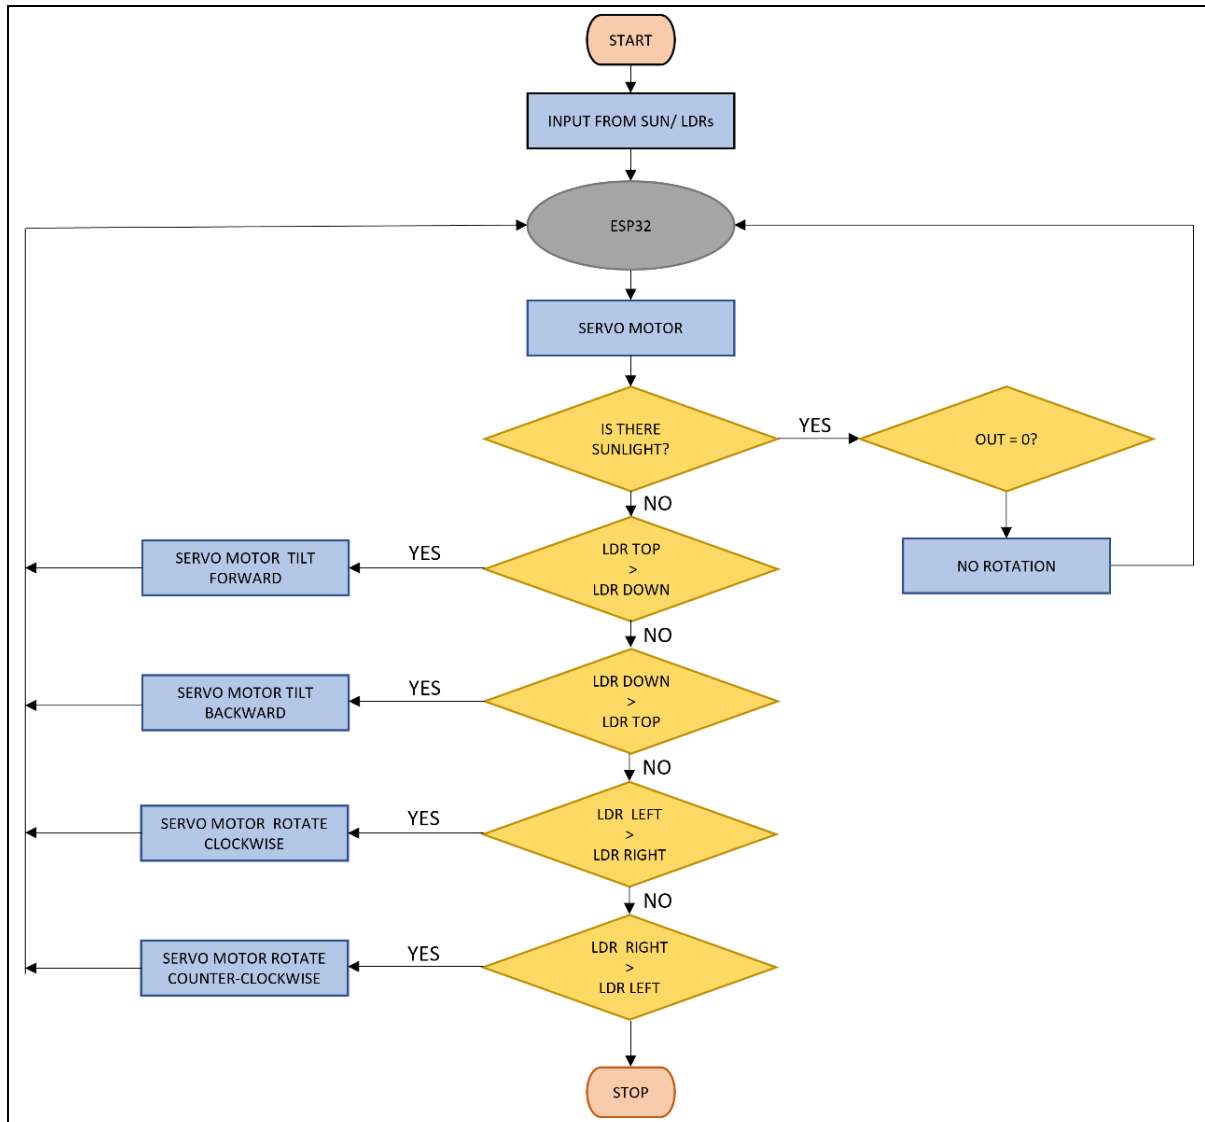 START
INPUT FROM SUN/ LDRs
ESP32
SERVO MOTOR
IS THERE
SUNLIGHT?
YES
OUT = 0?
NO
NO ROTATION
LDR TOP
>
LDR DOWN
YES
SERVO MOTOR TILT
FORWARD
NO
LDR DOWN
>
LDR TOP
YES
SERVO MOTOR TILT
BACKWARD
NO
LDR LEFT
>
LDR RIGHT
YES
SERVO MOTOR ROTATE
CLOCKWISE
NO
LDR RIGHT
>
LDR LEFT
YES
SERVO MOTOR ROTATE
COUNTER-CLOCKWISE
STOP